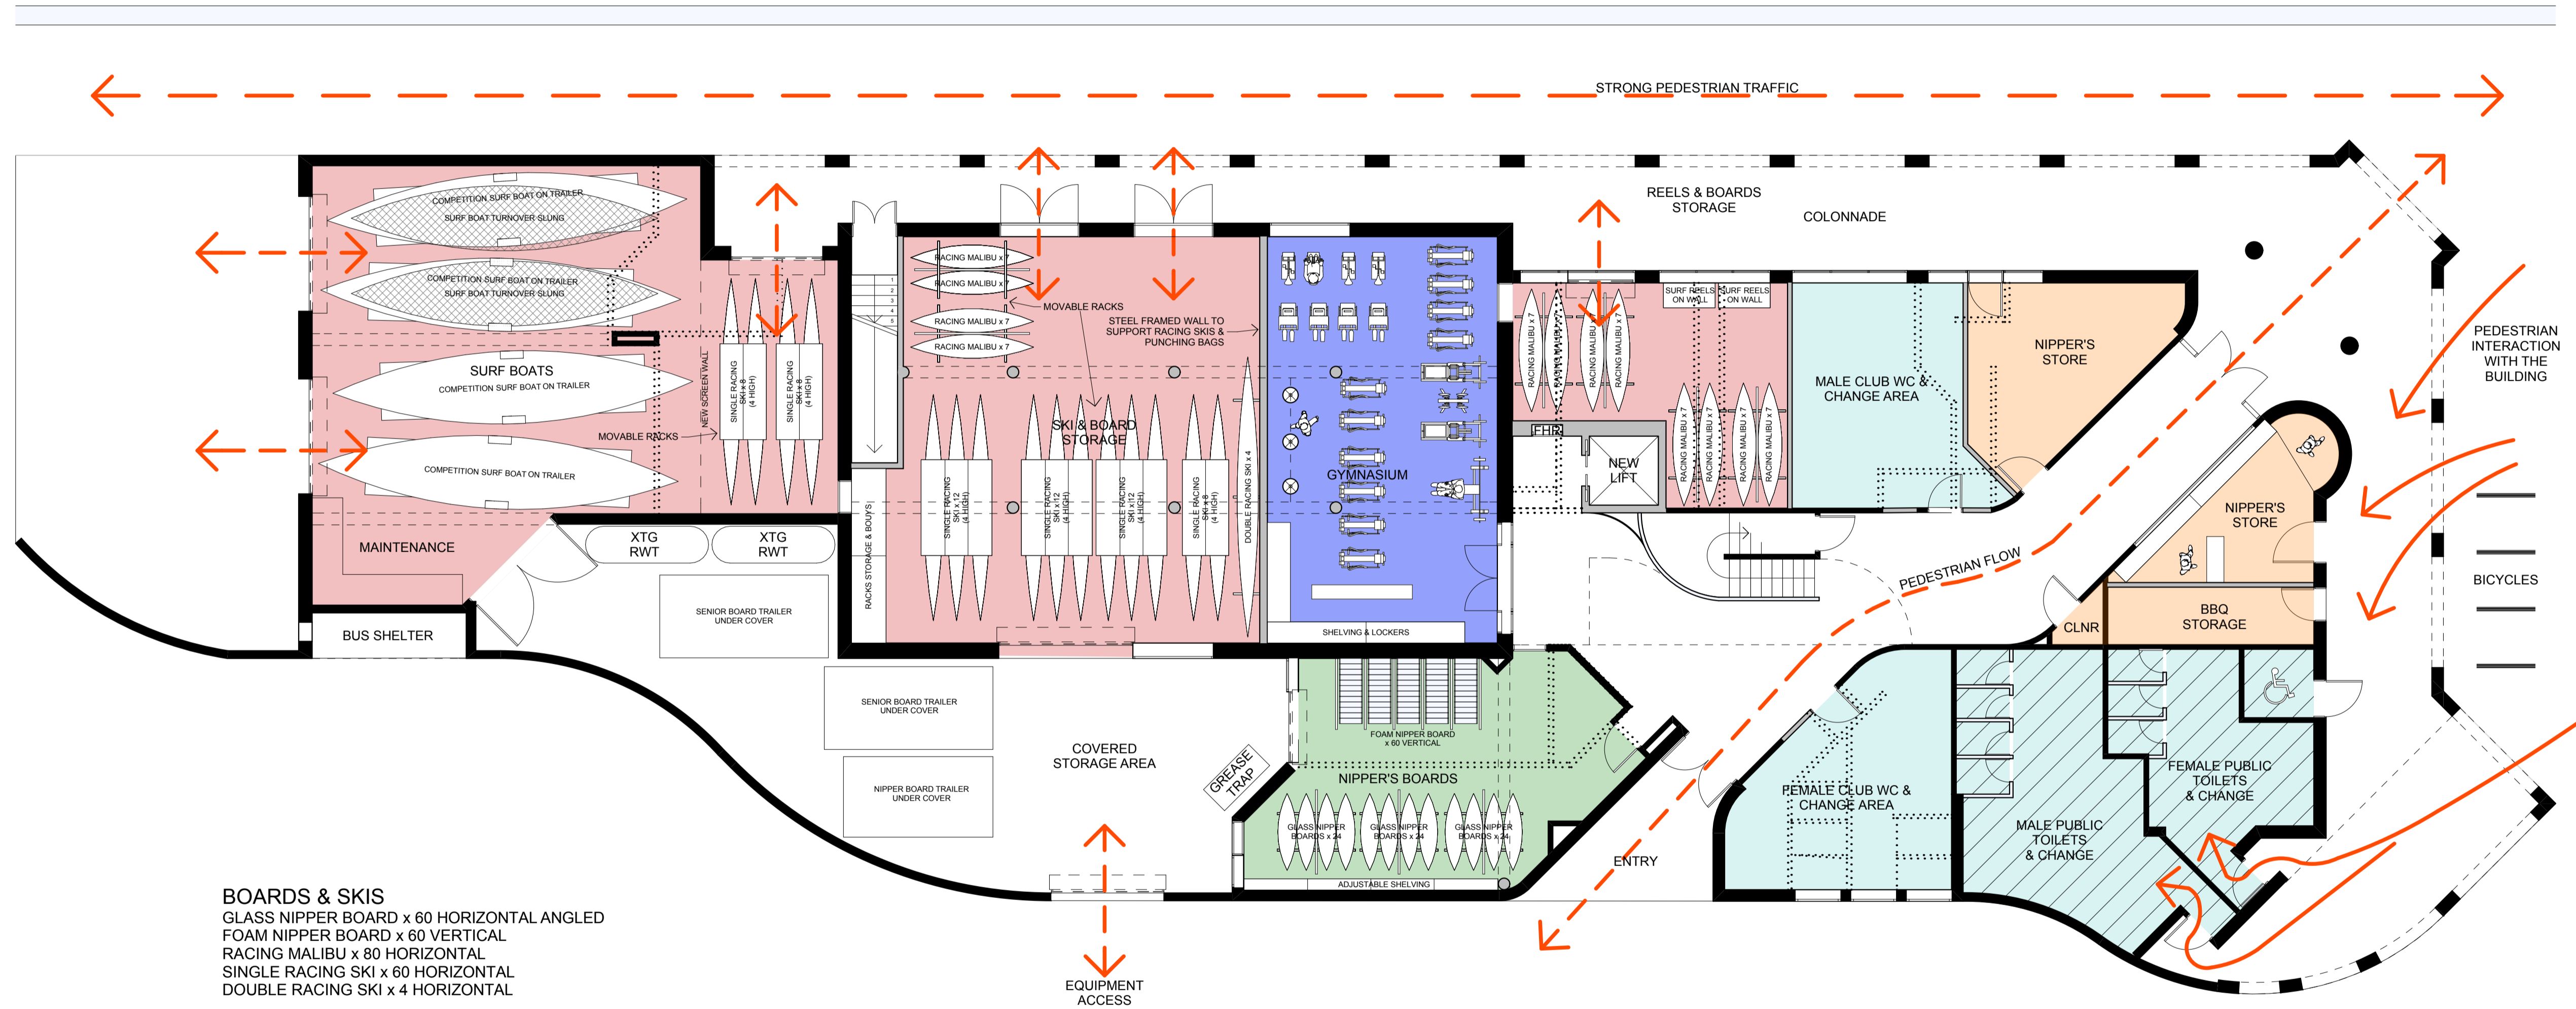 STRONG PEDESTRIAN TRAFFIC
COMPETITION SURF BOAT ON TRAILER
SURF BOAT TURNOVER SLUNG
COMPETITION SURF BOAT ON TRAILER
SURF BOAT TURNOVER SLUNG
SURF BOATS
COMPETITION SURF BOAT ON TRAILER
COMPETITION SURF BOAT ON TRAILER
MAINTENANCE
BUS SHELTER
NEW SCREEN WALL
MOVABLE RACKS
SINGLE RACING
SKI x 8
(4 HIGH)
SINGLE RACING
SKI x 8
(4 HIGH)
XTG
RWT
XTG
RWT
SENIOR BOARD TRAILER
UNDER COVER
SENIOR BOARD TRAILER
UNDER COVER
NIPPER BOARD TRAILER
UNDER COVER
1
2
3
4
5
RACKS STORAGE & BOUYS
RACING MALIBU x 7
RACING MALIBU x 7
RACING MALIBU x 7
RACING MALIBU x 7
MOVABLE RACKS
STEEL FRAMED WALL TO
SUPPORT RACING SKIS &
PUNCHING BAGS
SKI & BOARD
STORAGE
SINGLE RACING
SKI x 12
(4 HIGH)
SINGLE RACING
SKI x 12
(4 HIGH)
SINGLE RACING
SKI x 12
(4 HIGH)
SINGLE RACING
SKI x 8
(4 HIGH)
DOUBLE RACING SKI x 4
GYMNASIUM
SHELVING & LOCKERS
REELS & BOARDS
STORAGE
COLONNADE
RACING MALIBU x 7
RACING MALIBU x 7
RACING MALIBU x 7
RACING MALIBU x 7
SURF REELS
ON WALL
SURF REELS
ON WALL
RACING MALIBU x 7
RACING MALIBU x 7
RACING MALIBU x 7
RACING MALIBU x 7
FHR
NEW
LIFT
MALE CLUB WC &
CHANGE AREA
NIPPER'S
STORE
NIPPER'S
STORE
PEDESTRIAN
INTERACTION
WITH THE
BUILDING
BICYCLES
PEDESTRIAN FLOW
CLNR
BBQ
STORAGE
COVERED
STORAGE AREA
GREASE
TRAP
FOAM NIPPER BOARD
x 60 VERTICAL
NIPPER'S BOARDS
GLASS NIPPER
BOARDS x 24
GLASS NIPPER
BOARDS x 24
GLASS NIPPER
BOARDS x 24
ADJUSTABLE SHELVING
ENTRY
FEMALE CLUB WC &
CHANGE AREA
MALE PUBLIC
TOILETS
& CHANGE
FEMALE PUBLIC
TOILETS
& CHANGE
EQUIPMENT
ACCESS
BOARDS & SKIS
GLASS NIPPER BOARD x 60 HORIZONTAL ANGLED
FOAM NIPPER BOARD x 60 VERTICAL
RACING MALIBU x 80 HORIZONTAL
SINGLE RACING SKI x 60 HORIZONTAL
DOUBLE RACING SKI x 4 HORIZONTAL